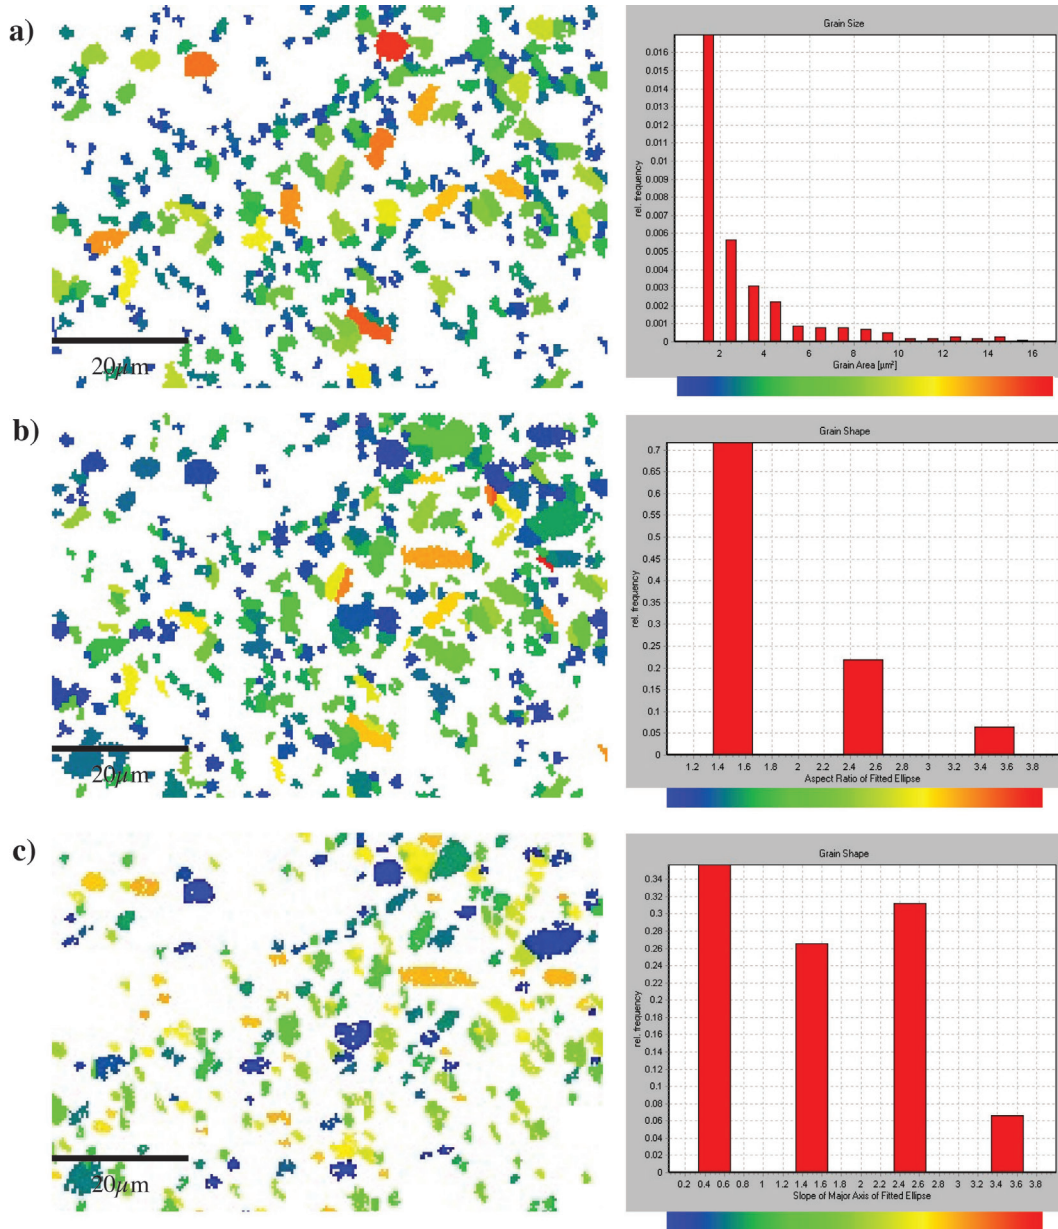 a)
20μm
Grain Size
rel. frequency
0.016
0.015
0.014
0.013
0.012
0.011
0.01
0.009
0.008
0.007
0.006
0.005
0.004
0.003
0.002
0.001
0
2 4 6 8 10 12 14 16
Grain Area [μm²]
b)
20μm
Grain Shape
rel. frequency
0.7
0.65
0.6
0.55
0.5
0.45
0.4
0.35
0.3
0.25
0.2
0.15
0.1
0.05
0
1.2 1.4 1.6 1.8 2 2.2 2.4 2.6 2.8 3 3.2 3.4 3.6 3.8
Aspect Ratio of Fitted Ellipse
c)
20μm
Grain Shape
rel. frequency
0.34
0.32
0.3
0.28
0.26
0.24
0.22
0.2
0.18
0.16
0.14
0.12
0.1
0.08
0.06
0.04
0.02
0
0.2 0.4 0.6 0.8 1 1.2 1.4 1.6 1.8 2 2.2 2.4 2.6 2.8 3 3.2 3.4 3.6 3.8
Slope of Major Axis of Fitted Ellipse